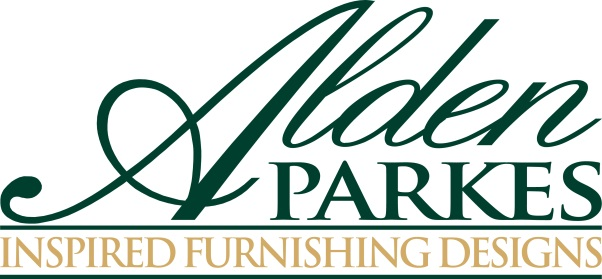 Alden
PARKES
INSPIRED FURNISHING DESIGNS